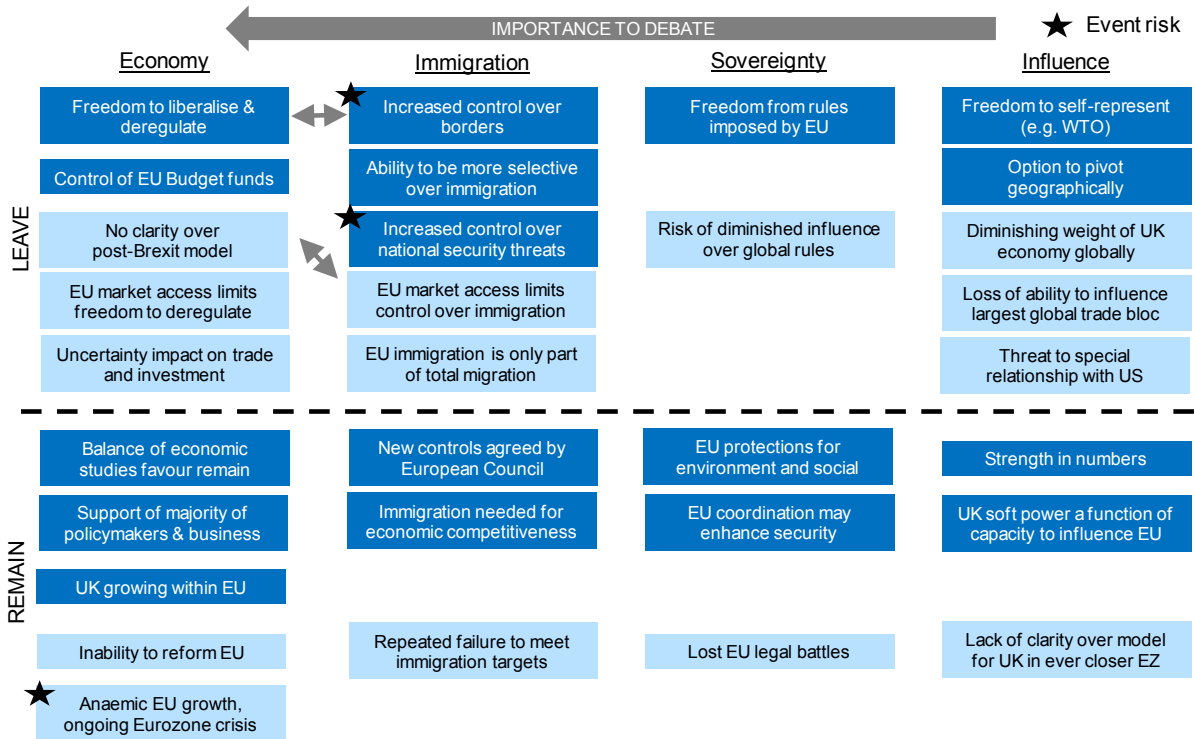 IMPORTANCE TO DEBATE
Event risk
Economy
Immigration
Sovereignty
Influence
LEAVE
Freedom to liberalise &
deregulate
Increased control over
borders
Freedom from rules
imposed by EU
Freedom to self-represent
(e.g. WTO)
Control of EU Budget funds
Ability to be more selective
over immigration
Option to pivot
geographically
No clarity over
post-Brexit model
Increased control over
national security threats
Risk of diminished influence
over global rules
Diminishing weight of UK
economy globally
EU market access limits
freedom to deregulate
EU market access limits
control over immigration
Loss of ability to influence
largest global trade bloc
Uncertainty impact on trade
and investment
EU immigration is only part
of total migration
Threat to special
relationship with US
REMAIN
Balance of economic
studies favour remain
New controls agreed by
European Council
EU protections for
environment and social
Strength in numbers
Support of majority of
policymakers & business
Immigration needed for
economic competitiveness
EU coordination may
enhance security
UK soft power a function of
capacity to influence EU
UK growing within EU
Inability to reform EU
Repeated failure to meet
immigration targets
Lost EU legal battles
Lack of clarity over model
for UK in ever closer EZ
Anaemic EU growth,
ongoing Eurozone crisis